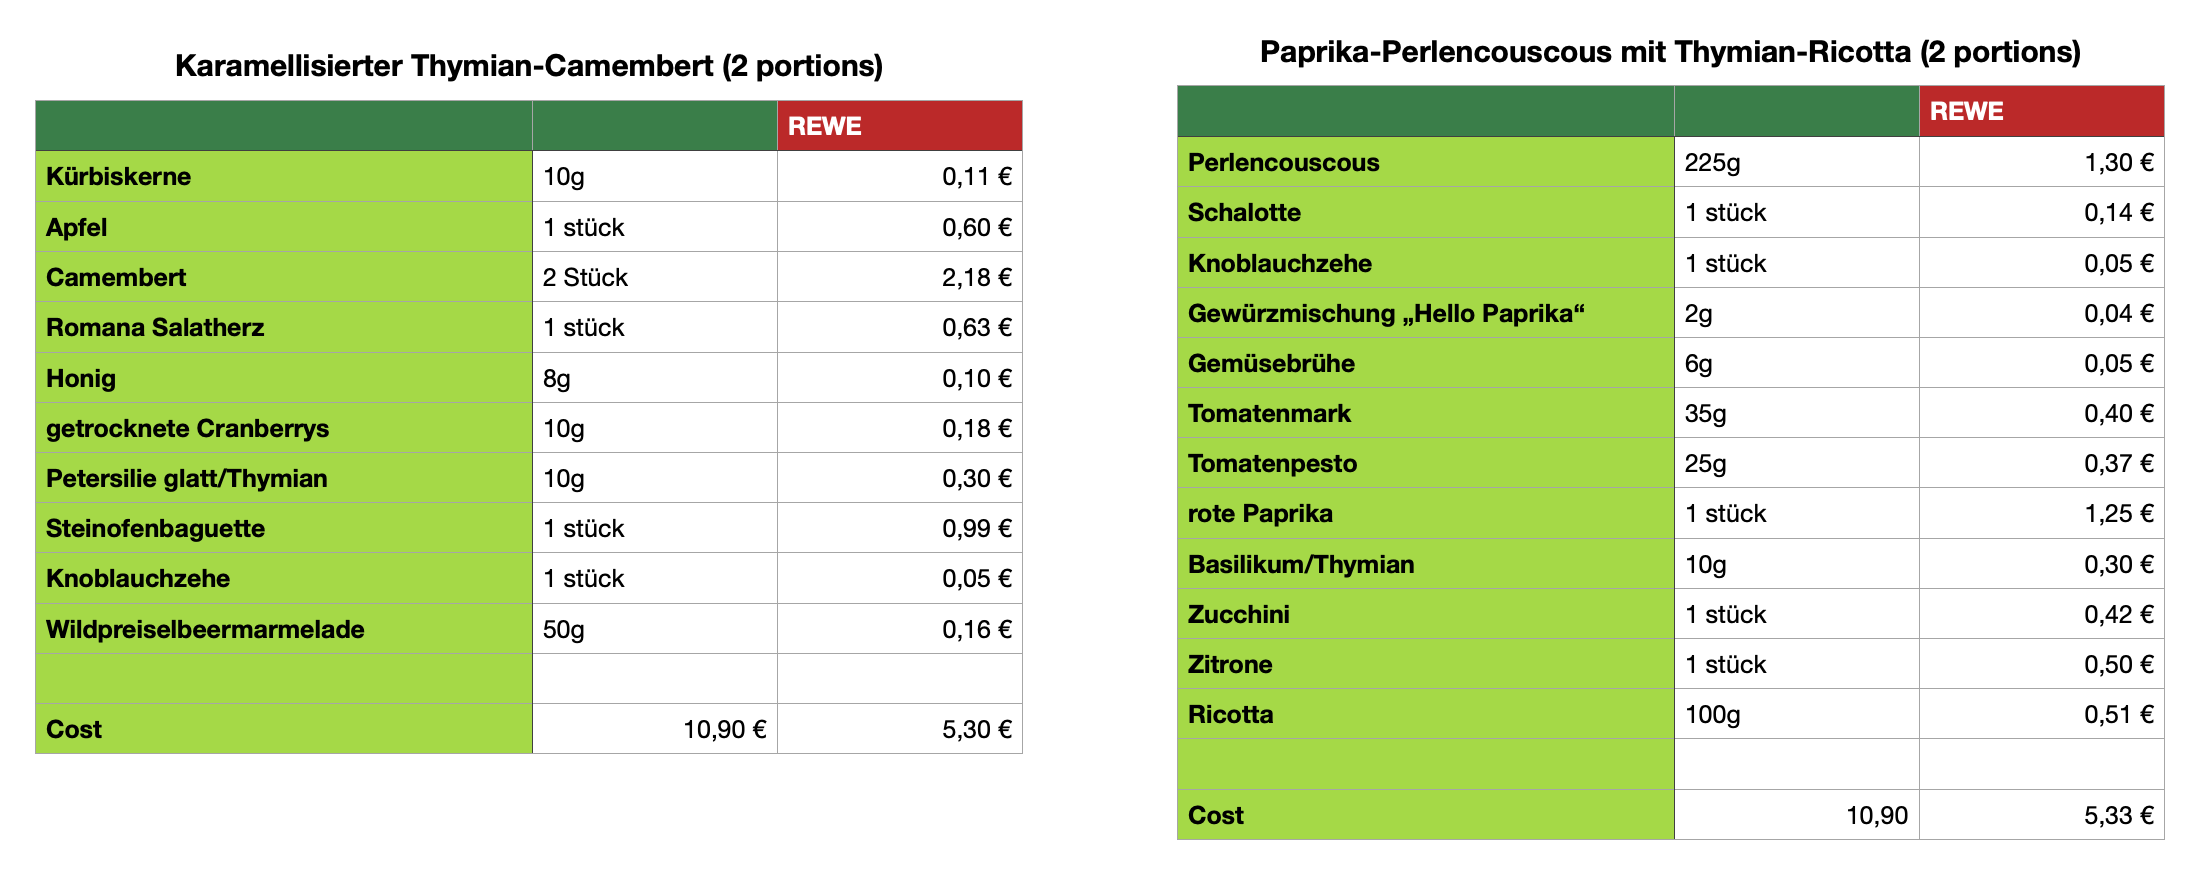 Karamellisierter Thymian-Camembert (2 portions)
REWE
Kürbiskerne 10g 0,11 €
Apfel 1 stück 0,60 €
Camembert 2 Stück 2,18 €
Romana Salatherz 1 stück 0,63 €
Honig 8g 0,10 €
getrocknete Cranberrys 10g 0,18 €
Petersilie glatt/Thymian 10g 0,30 €
Steinofenbaguette 1 stück 0,99 €
Knoblauchzehe 1 stück 0,05 €
Wildpreiselbeermarmelade 50g 0,16 €
Cost 10,90 € 5,30 €
Paprika-Perlencouscous mit Thymian-Ricotta (2 portions)
REWE
Perlencouscous 225g 1,30 €
Schalotte 1 stück 0,14 €
Knoblauchzehe 1 stück 0,05 €
Gewürzmischung „Hello Paprika“ 2g 0,04 €
Gemüsebrühe 6g 0,05 €
Tomatenmark 35g 0,40 €
Tomatenpesto 25g 0,37 €
rote Paprika 1 stück 1,25 €
Basilikum/Thymian 10g 0,30 €
Zucchini 1 stück 0,42 €
Zitrone 1 stück 0,50 €
Ricotta 100g 0,51 €
Cost 10,90 5,33 €